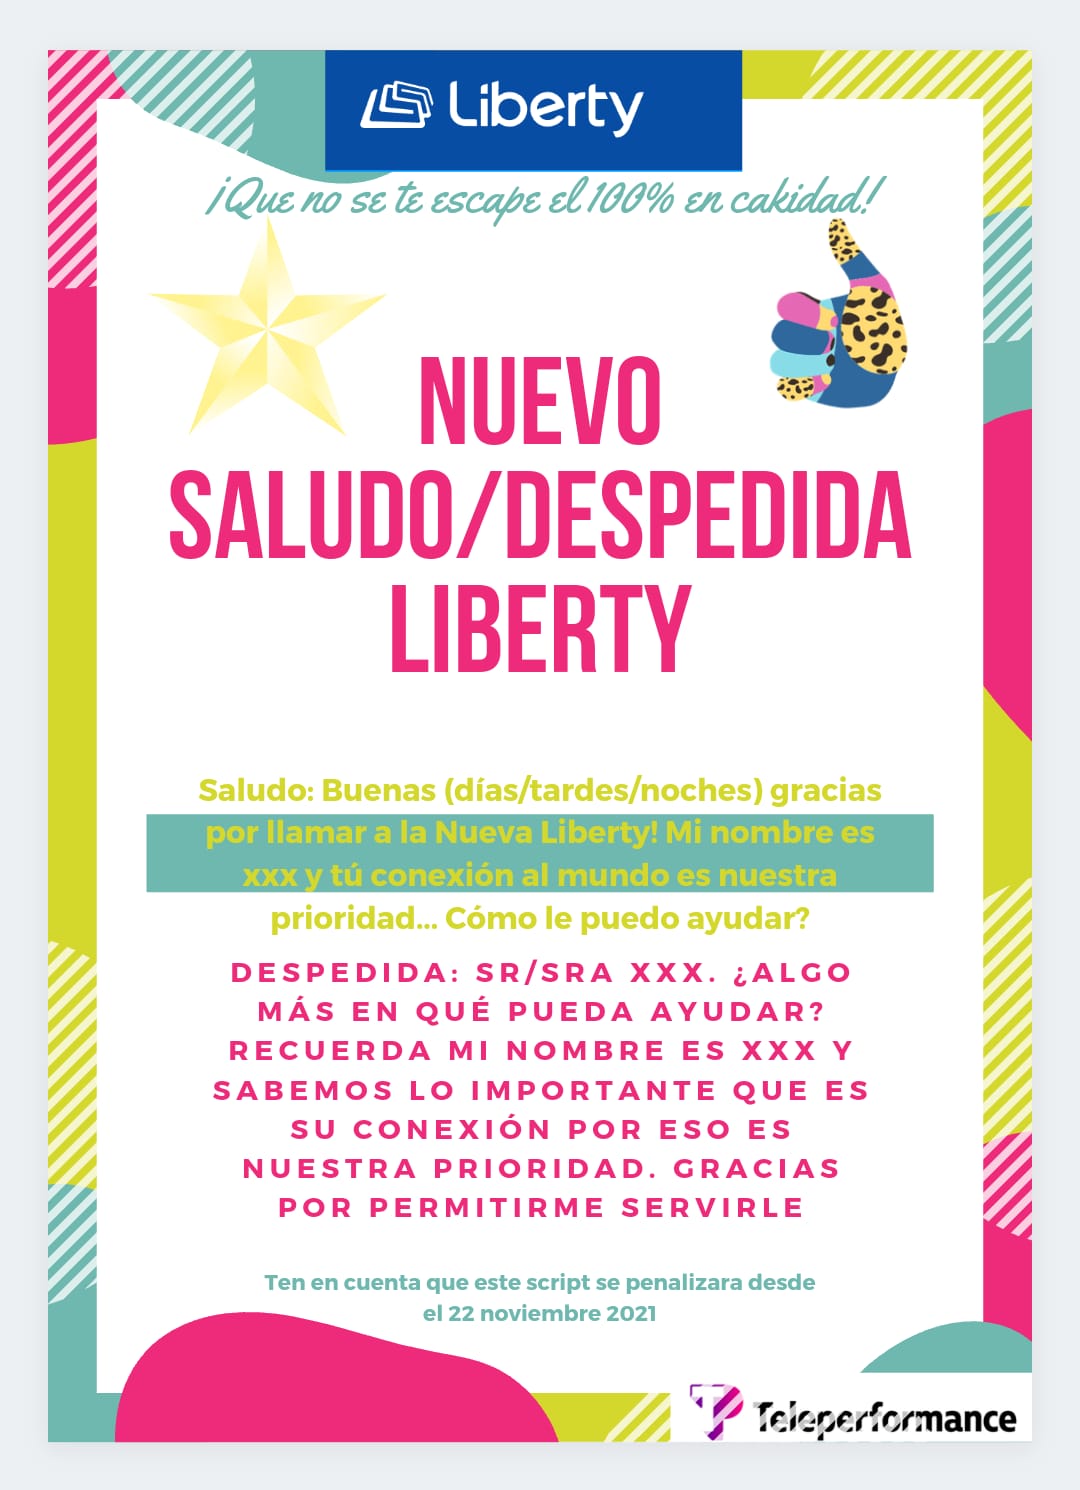 Liberty
¡Que no se te escape el 100% en cakidad!
NUEVO
SALUDO/DESPEDIDA
LIBERTY
Saludo: Buenas (días/tardes/noches) gracias
por llamar a la Nueva Liberty! Mi nombre es
xxx y tú conexión al mundo es nuestra
prioridad... Cómo le puedo ayudar?
DESPEDIDA: SR/SRA XXX. ¿ALGO
MÁS EN QUÉ PUEDA AYUDAR?
RECUERDA MI NOMBRE ES XXX Y
SABEMOS LO IMPORTANTE QUE ES
SU CONEXIÓN POR ESO ES
NUESTRA PRIORIDAD. GRACIAS
POR PERMITIRME SERVIRLE
Ten en cuenta que este script se penalizara desde
el 22 noviembre 2021
TP Teleperformance